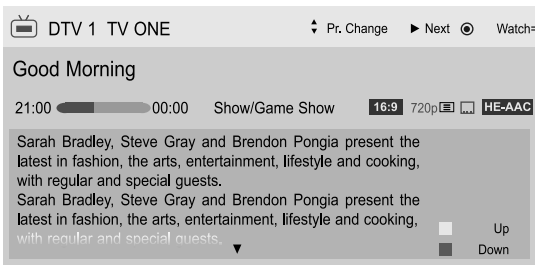 DTV 1 TV ONE Pr. Change Next Watch=
Good Morning
21:00 00:00 Show/Game Show 16:9 720p HE-AAC
Sarah Bradley, Steve Gray and Brendon Pongia present the
latest in fashion, the arts, entertainment, lifestyle and cooking,
with regular and special guests.
Sarah Bradley, Steve Gray and Brendon Pongia present the
latest in fashion, the arts, entertainment, lifestyle and cooking,
with regular and special guests.
Up
Down